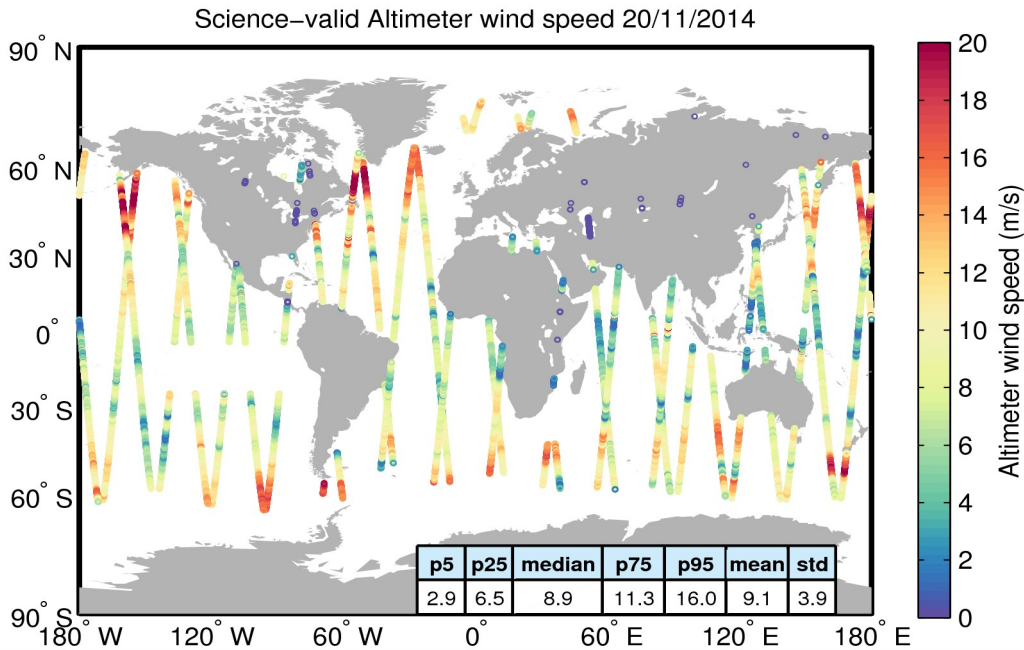 Science-valid Altimeter wind speed 20/11/2014
90° N
60° N
30° N
0°
30° S
60° S
90° S
180° W
120° W
60° W
0°
60° E
120° E
180° E
p5 p25 median p75 p95 mean std
2.9 6.5 8.9 11.3 16.0 9.1 3.9
20
18
16
14
12
10
8
6
4
2
0
Altimeter wind speed (m/s)